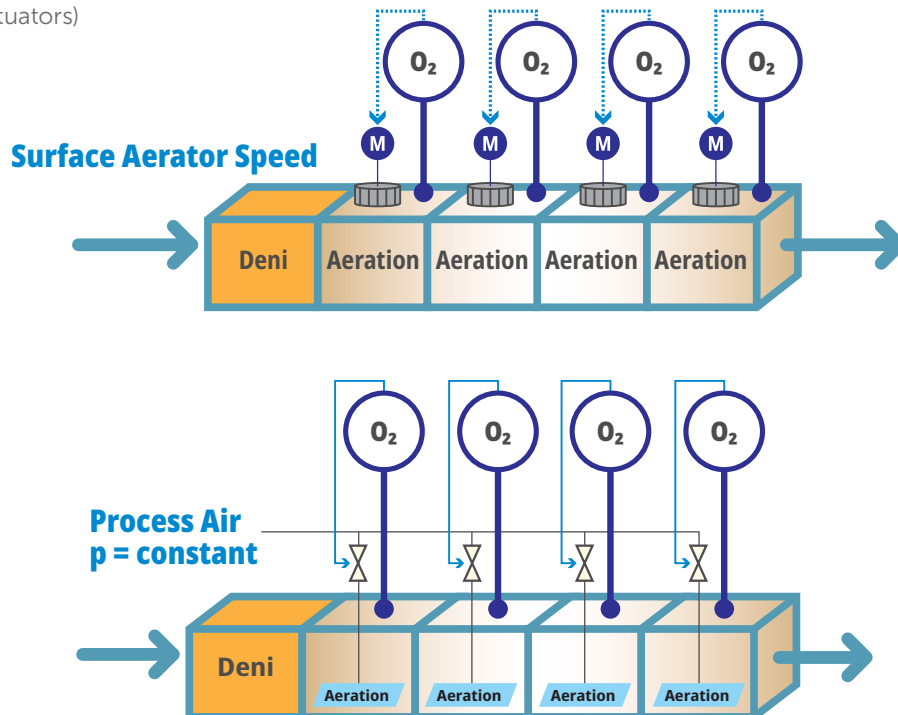 tuators)
O₂ O₂ O₂ O₂
M M M M
Surface Aerator Speed
Deni Aeration Aeration Aeration Aeration
O₂ O₂ O₂ O₂
Process Air
p = constant
Deni
Aeration Aeration Aeration Aeration